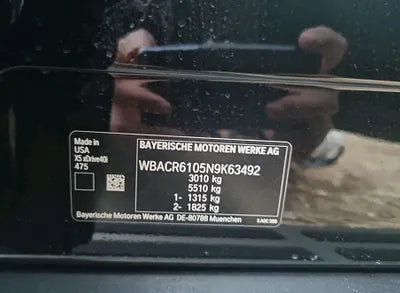 Made in
USA
X5 xDrive40i
475
BAYERISCHE MOTOREN WERKE AG
WBACR6105N9K63492
3010 kg
5510 kg
1- 1315 kg
2- 1825 kg
Bayerische Motoren Werke AG DE-80788 Muenchen